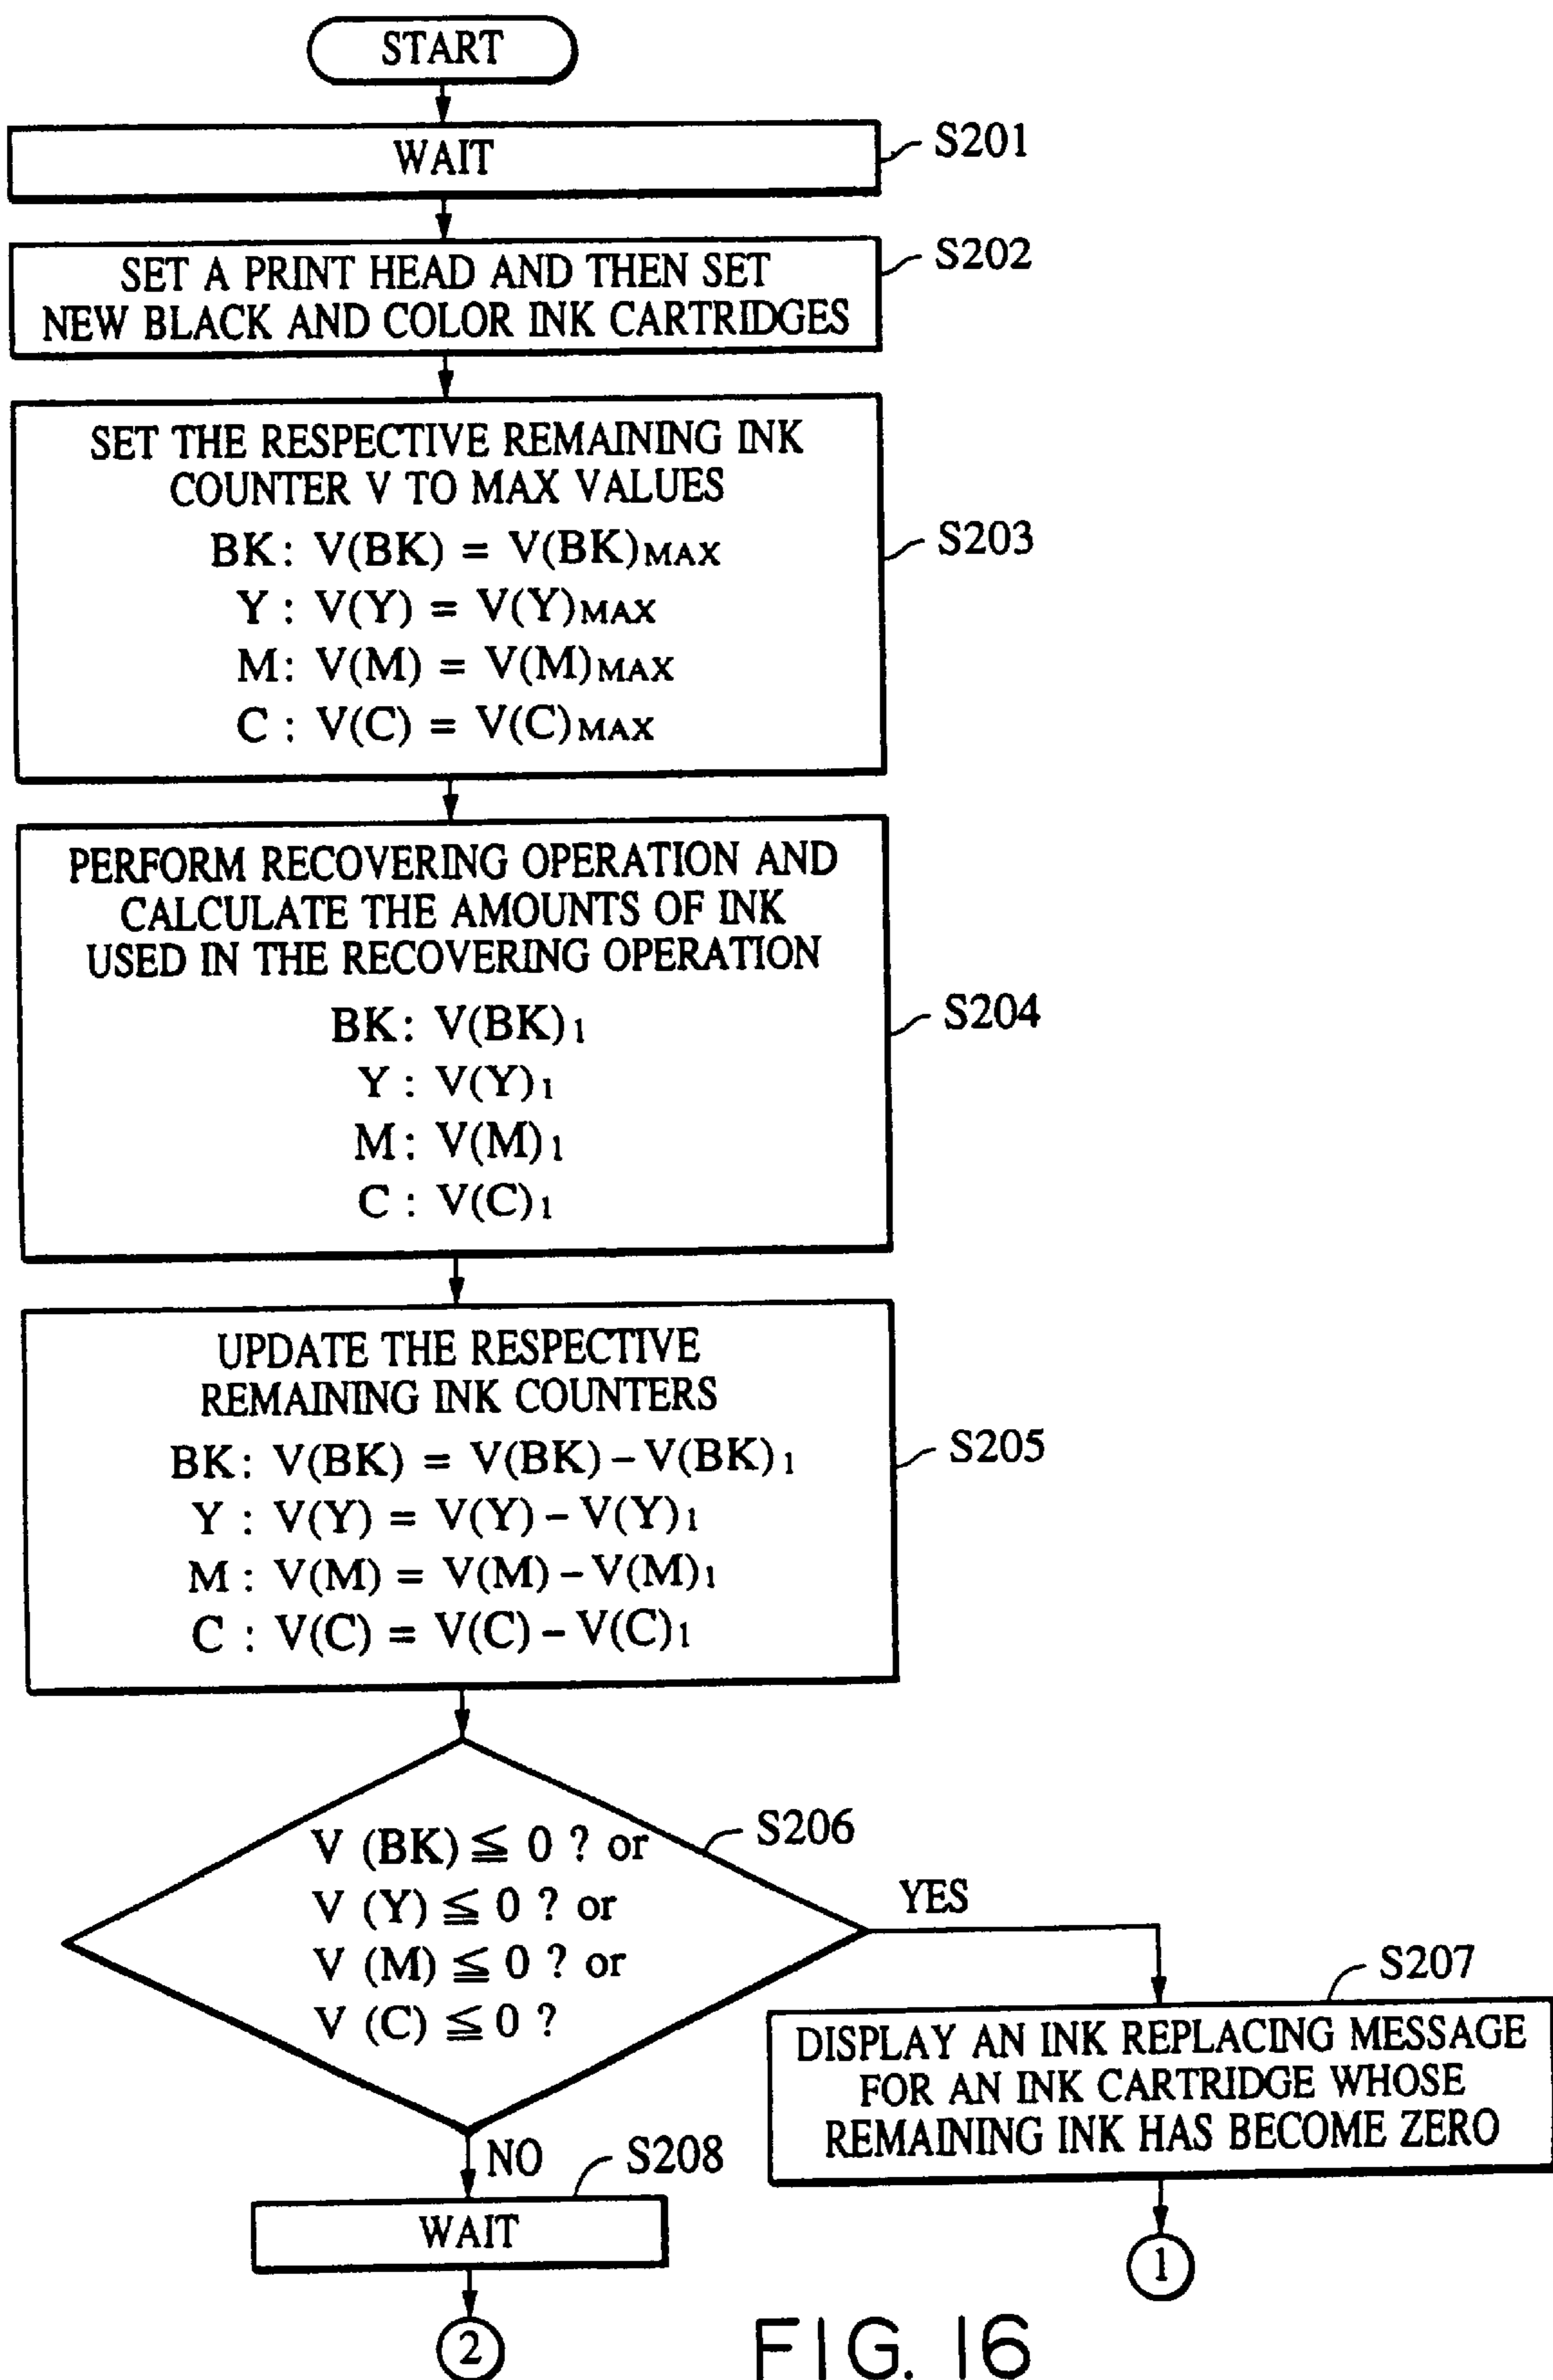 START
WAIT
S201
SET A PRINT HEAD AND THEN SET
NEW BLACK AND COLOR INK CARTRIDGES
S202
SET THE RESPECTIVE REMAINING INK
COUNTER V TO MAX VALUES
BK: V(BK) = V(BK)MAX
Y : V(Y) = V(Y)MAX
M: V(M) = V(M)MAX
C : V(C) = V(C)MAX
S203
PERFORM RECOVERING OPERATION AND
CALCULATE THE AMOUNTS OF INK
USED IN THE RECOVERING OPERATION
BK: V(BK)1
Y : V(Y)1
M: V(M)1
C : V(C)1
S204
UPDATE THE RESPECTIVE
REMAINING INK COUNTERS
BK: V(BK) = V(BK) – V(BK)1
Y : V(Y) = V(Y) – V(Y)1
M : V(M) = V(M) – V(M)1
C : V(C) = V(C) – V(C)1
S205
V (BK) ≦ 0 ? or
V (Y) ≦ 0 ? or
V (M) ≦ 0 ? or
V (C) ≦ 0 ?
S206
YES
S207
DISPLAY AN INK REPLACING MESSAGE
FOR AN INK CARTRIDGE WHOSE
REMAINING INK HAS BECOME ZERO
NO
S208
WAIT
1
2
FIG. 16